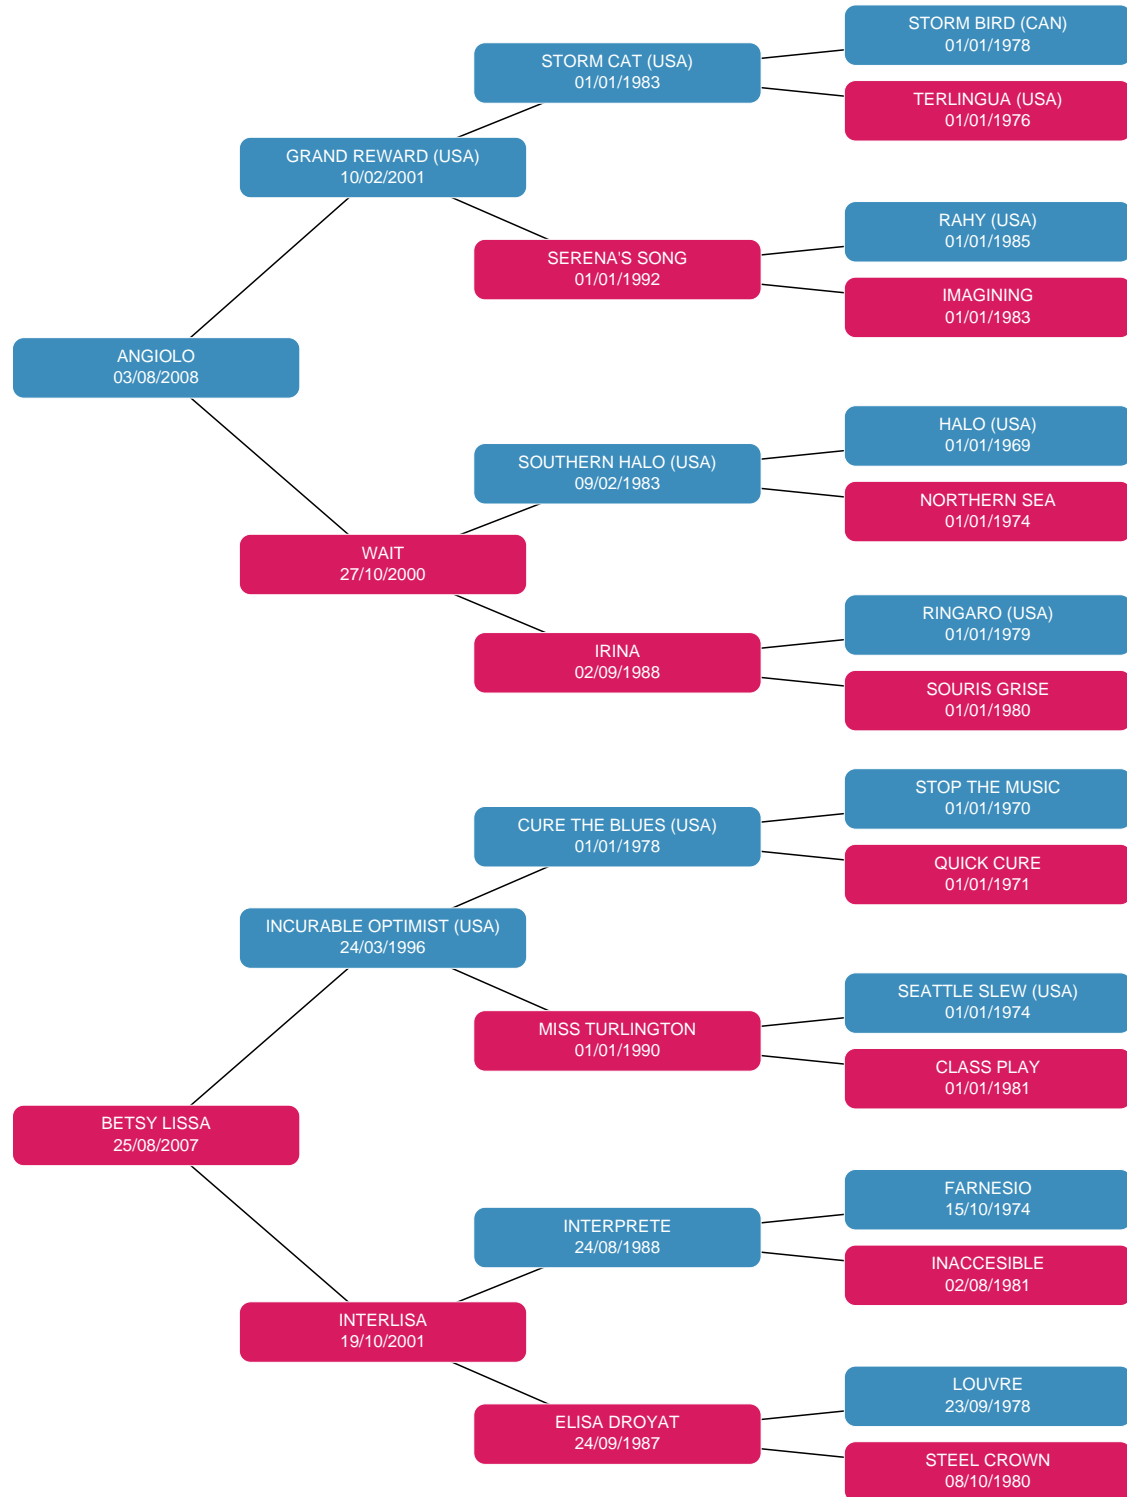 STORM BIRD (CAN)
01/01/1978
STORM CAT (USA)
01/01/1983
TERLINGUA (USA)
01/01/1976
GRAND REWARD (USA)
10/02/2001
RAHY (USA)
01/01/1985
SERENA'S SONG
01/01/1992
IMAGINING
01/01/1983
ANGIOLO
03/08/2008
HALO (USA)
01/01/1969
SOUTHERN HALO (USA)
09/02/1983
NORTHERN SEA
01/01/1974
WAIT
27/10/2000
RINGARO (USA)
01/01/1979
IRINA
02/09/1988
SOURIS GRISE
01/01/1980
STOP THE MUSIC
01/01/1970
CURE THE BLUES (USA)
01/01/1978
QUICK CURE
01/01/1971
INCURABLE OPTIMIST (USA)
24/03/1996
SEATTLE SLEW (USA)
01/01/1974
MISS TURLINGTON
01/01/1990
CLASS PLAY
01/01/1981
BETSY LISSA
25/08/2007
FARNESIO
15/10/1974
INTERPRETE
24/08/1988
INACCESIBLE
02/08/1981
INTERLISA
19/10/2001
LOUVRE
23/09/1978
ELISA DROYAT
24/09/1987
STEEL CROWN
08/10/1980